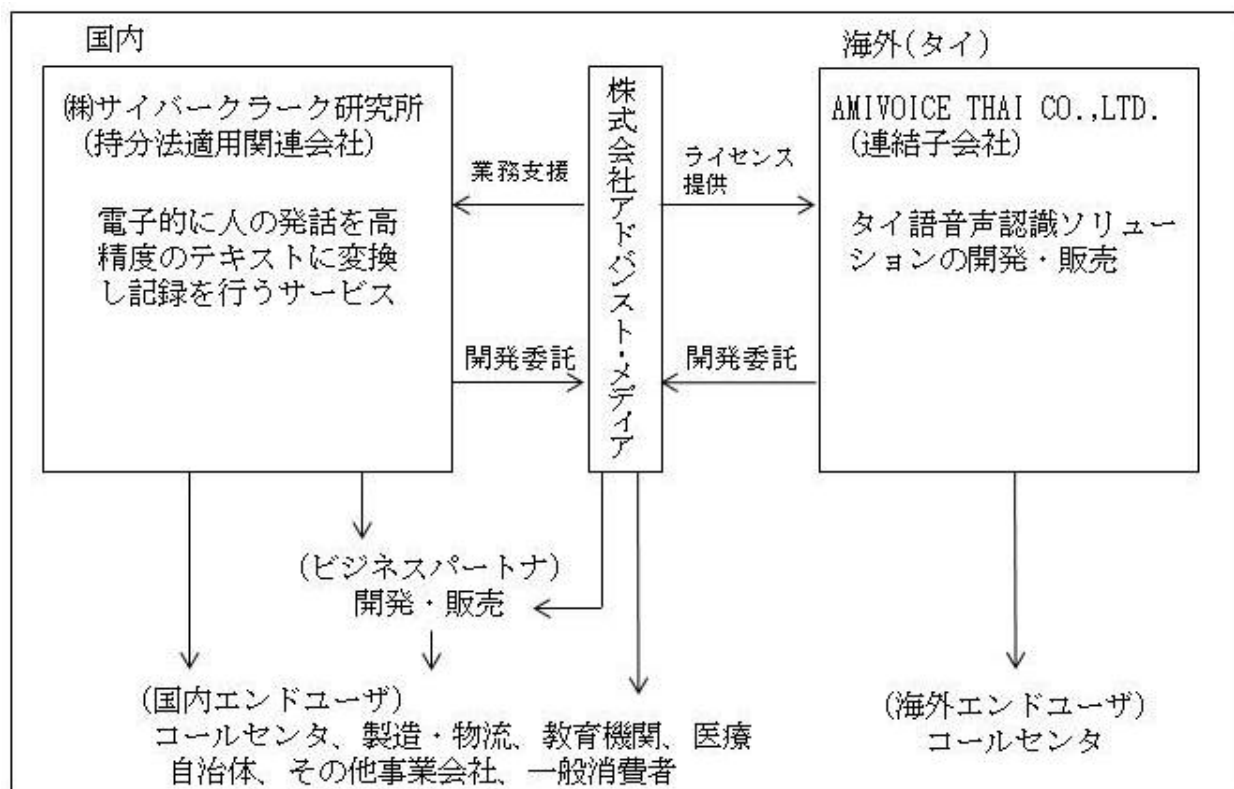 国内
海外(タイ)
㈱サイバークラーク研究所
(持分法適用関連会社)
電子的に人の発話を高
精度のテキストに変換
し記録を行うサービス
業務支援
開発委託
株式会社アドバンスト・メディア
ライセンス
提供
開発委託
AMIVOICE THAI CO.,LTD.
(連結子会社)
タイ語音声認識ソリュー
ションの開発・販売
(ビジネスパートナ)
開発・販売
(国内エンドユーザ)
コールセンタ、製造・物流、教育機関、医療
自治体、その他事業会社、一般消費者
(海外エンドユーザ)
コールセンタ